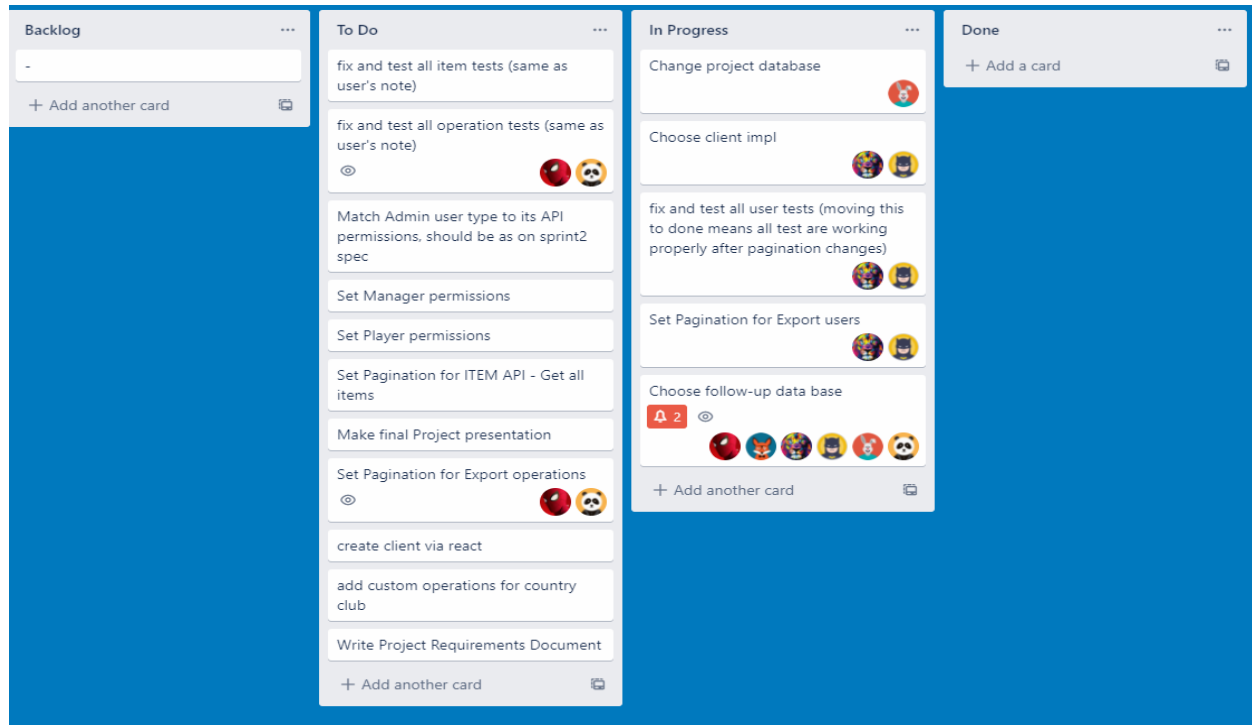 Backlog
-
+ Add another card
To Do
fix and test all item tests (same as
user's note)
fix and test all operation tests (same as
user's note)
Match Admin user type to its API
permissions, should be as on sprint2
spec
Set Manager permissions
Set Player permissions
Set Pagination for ITEM API - Get all
items
Make final Project presentation
Set Pagination for Export operations
create client via react
add custom operations for country
club
Write Project Requirements Document
+ Add another card
In Progress
Change project database
Choose client impl
fix and test all user tests (moving this
to done means all test are working
properly after pagination changes)
Set Pagination for Export users
Choose follow-up data base
2
+ Add another card
Done
+ Add a card